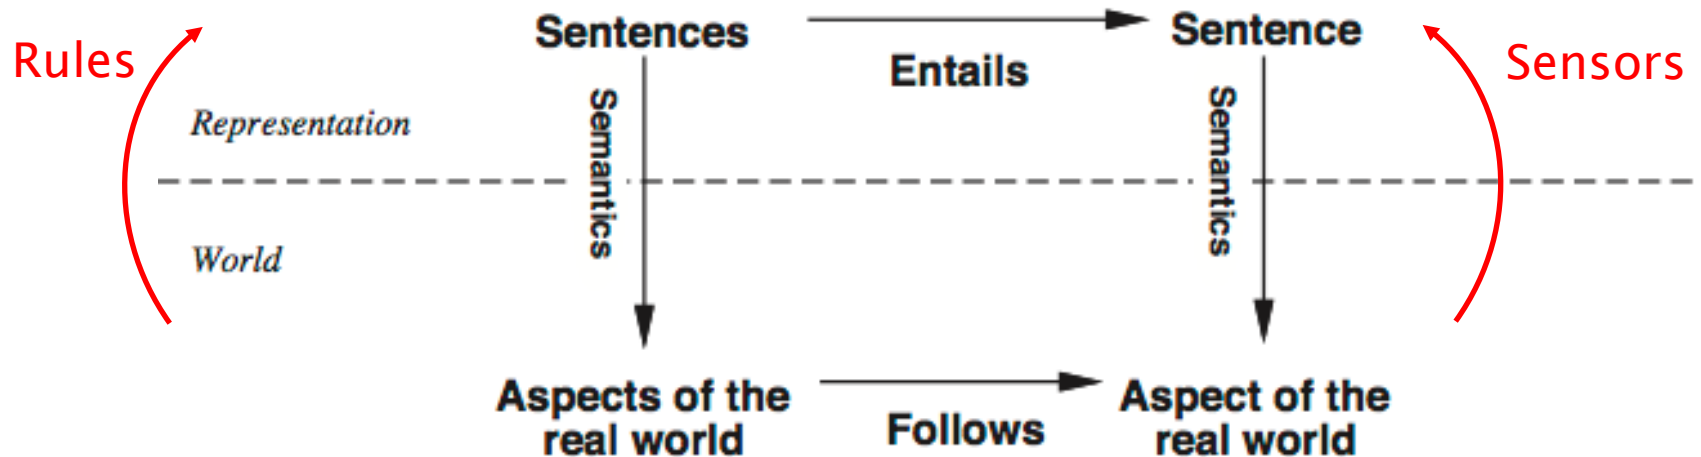 Rules
Sentences
Entails
Sentence
Sensors
Representation
Semantics
Semantics
World
Aspects of the
real world
Follows
Aspect of the
real world